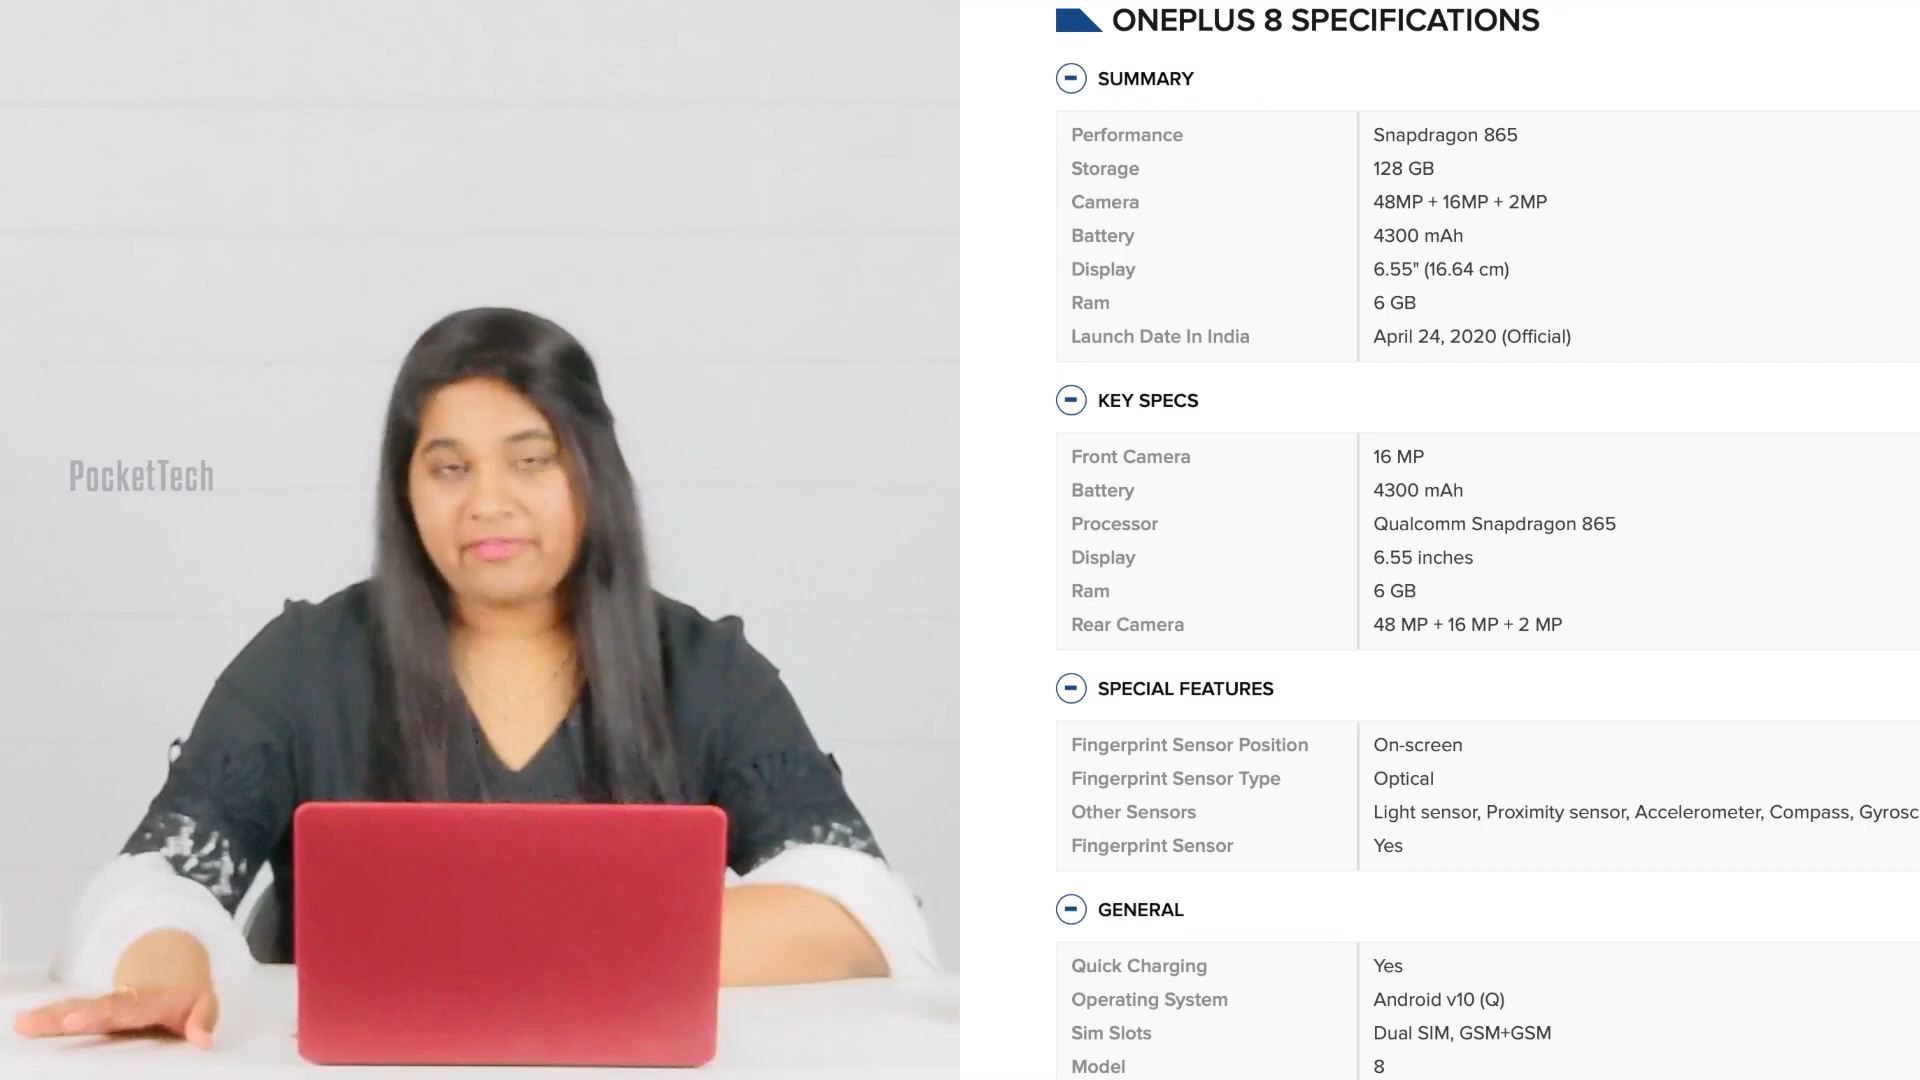 PocketTech
ONEPLUS 8 SPECIFICATIONS
SUMMARY
Performance Snapdragon 865
Storage 128 GB
Camera 48MP + 16MP + 2MP
Battery 4300 mAh
Display 6.55" (16.64 cm)
Ram 6 GB
Launch Date In India April 24, 2020 (Official)
KEY SPECS
Front Camera 16 MP
Battery 4300 mAh
Processor Qualcomm Snapdragon 865
Display 6.55 inches
Ram 6 GB
Rear Camera 48 MP + 16 MP + 2 MP
SPECIAL FEATURES
Fingerprint Sensor Position On-screen
Fingerprint Sensor Type Optical
Other Sensors Light sensor, Proximity sensor, Accelerometer, Compass, Gyrosc
Fingerprint Sensor Yes
GENERAL
Quick Charging Yes
Operating System Android v10 (Q)
Sim Slots Dual SIM, GSM+GSM
Model 8